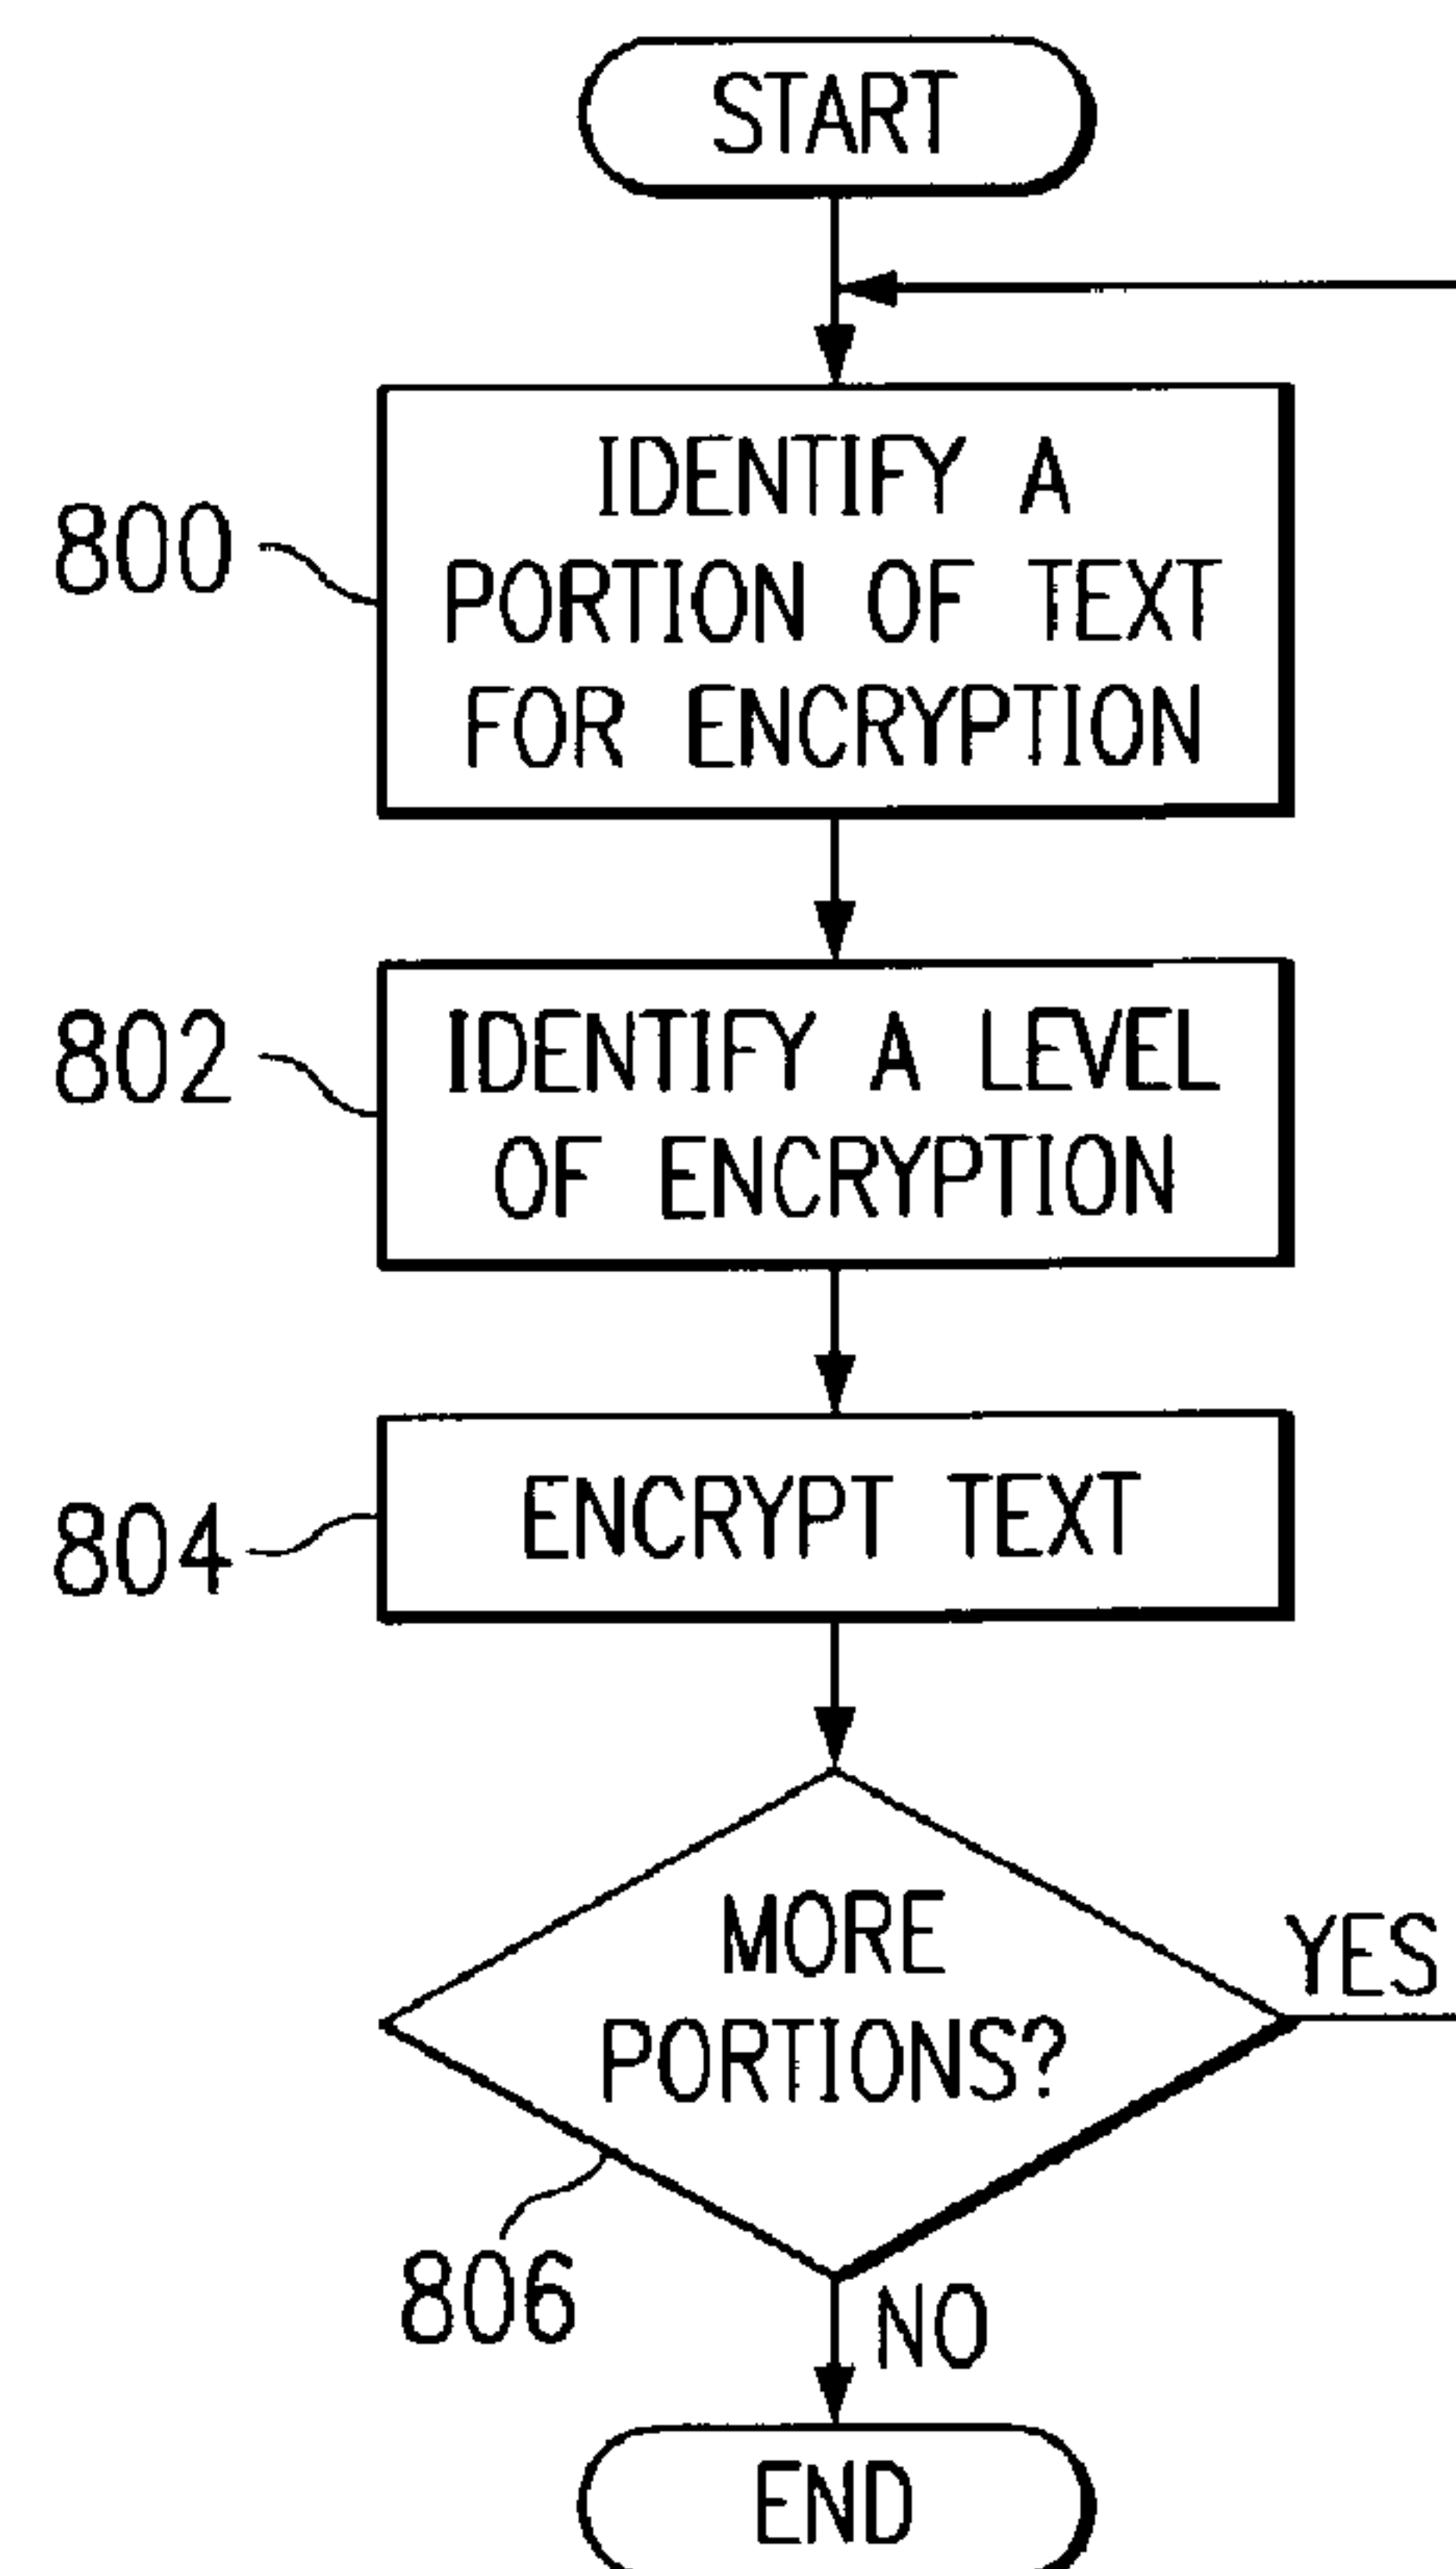 START
IDENTIFY A
800
PORTION OF TEXT
FOR ENCRYPTION
802
IDENTIFY A LEVEL
OF ENCRYPTION
804
ENCRYPT TEXT
MORE
YES
PORTIONS?
806
NO
END